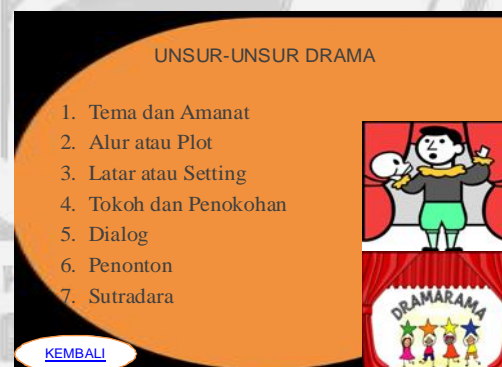 UNSUR-UNSUR DRAMA
1. Tema dan Amanat
2. Alur atau Plot
3. Latar atau Setting
4. Tokoh dan Penokohan
5. Dialog
6. Penonton
7. Sutradara
DRAMARAMA
KEMBALI